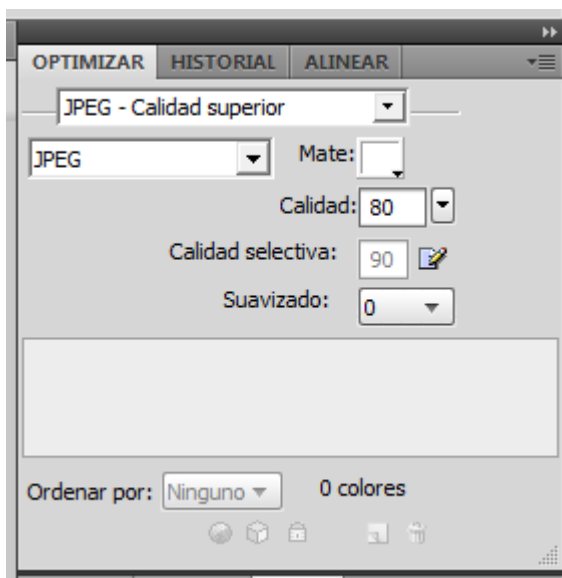 OPTIMIZAR HISTORIAL ALINEAR
JPEG - Calidad superior
JPEG Mate:
Calidad: 80
Calidad selectiva: 90
Suavizado: 0
Ordenar por: Ninguno 0 colores